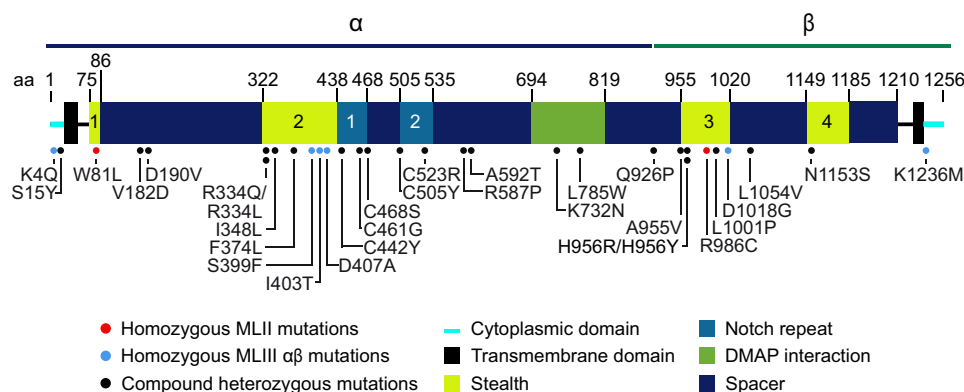 α β
86
aa 1 75 322 438 468 505 535 694 819 955 1020 1149 1185 1210 1256
1 2 1 2 3 4
K4Q W81L D190V C523R A592T Q926P N1153S K1236M
S15Y V182D R334Q/ C505Y R587P L785W L1054V
R334L C468S K732N A955V D1018G
I348L C461G L1001P
F374L C442Y H956R/H956Y R986C
S399F D407A
I403T
Homozygous MLII mutations Cytoplasmic domain Notch repeat
Homozygous MLIII αβ mutations Transmembrane domain DMAP interaction
Compound heterozygous mutations Stealth Spacer